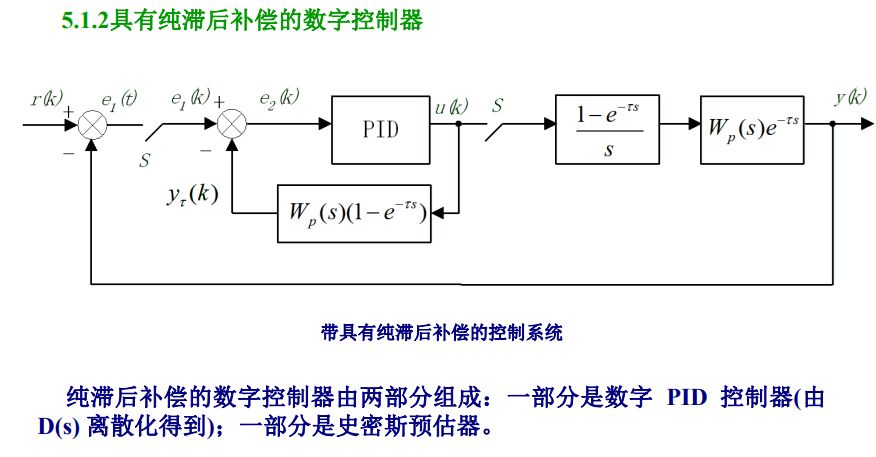 5.1.2具有纯滞后补偿的数字控制器
r(k) + − e₁(t) S e₁(k) + − e₂(k) PID u(k) S (1−e^{−τs})/s W_p(s)e^{−τs} y(k)
y_τ(k) W_p(s)(1−e^{−τs})
带具有纯滞后补偿的控制系统
纯滞后补偿的数字控制器由两部分组成：一部分是数字 PID 控制器(由
D(s) 离散化得到)；一部分是史密斯预估器。